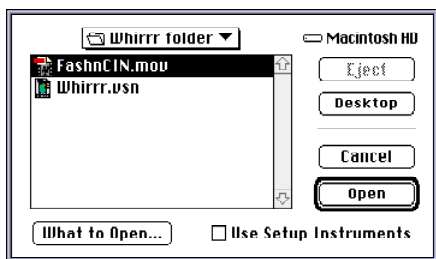 Whirrr folder
Macintosh HD
FashnCIN.mov
Whirrr.vsn
Eject
Desktop
Cancel
Open
What to Open...
Use Setup Instruments